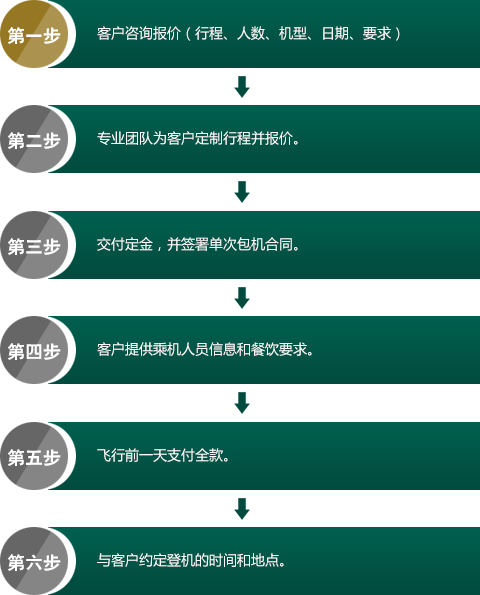 第一步
客户咨询报价（行程、人数、机型、日期、要求）
第二步
专业团队为客户定制行程并报价。
第三步
交付定金，并签署单次包机合同。
第四步
客户提供乘机人员信息和餐饮要求。
第五步
飞行前一天支付全款。
第六步
与客户约定登机的时间和地点。